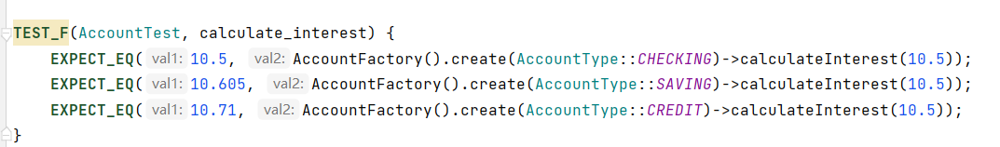 TEST_F(AccountTest, calculate_interest) {
    EXPECT_EQ( val1: 10.5, val2: AccountFactory().create(AccountType::CHECKING)->calculateInterest(10.5));
    EXPECT_EQ( val1: 10.605, val2: AccountFactory().create(AccountType::SAVING)->calculateInterest(10.5));
    EXPECT_EQ( val1: 10.71, val2: AccountFactory().create(AccountType::CREDIT)->calculateInterest(10.5));
}